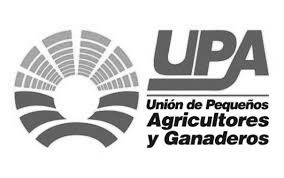 UPA
Unión de Pequeños
Agricultores
y Ganaderos